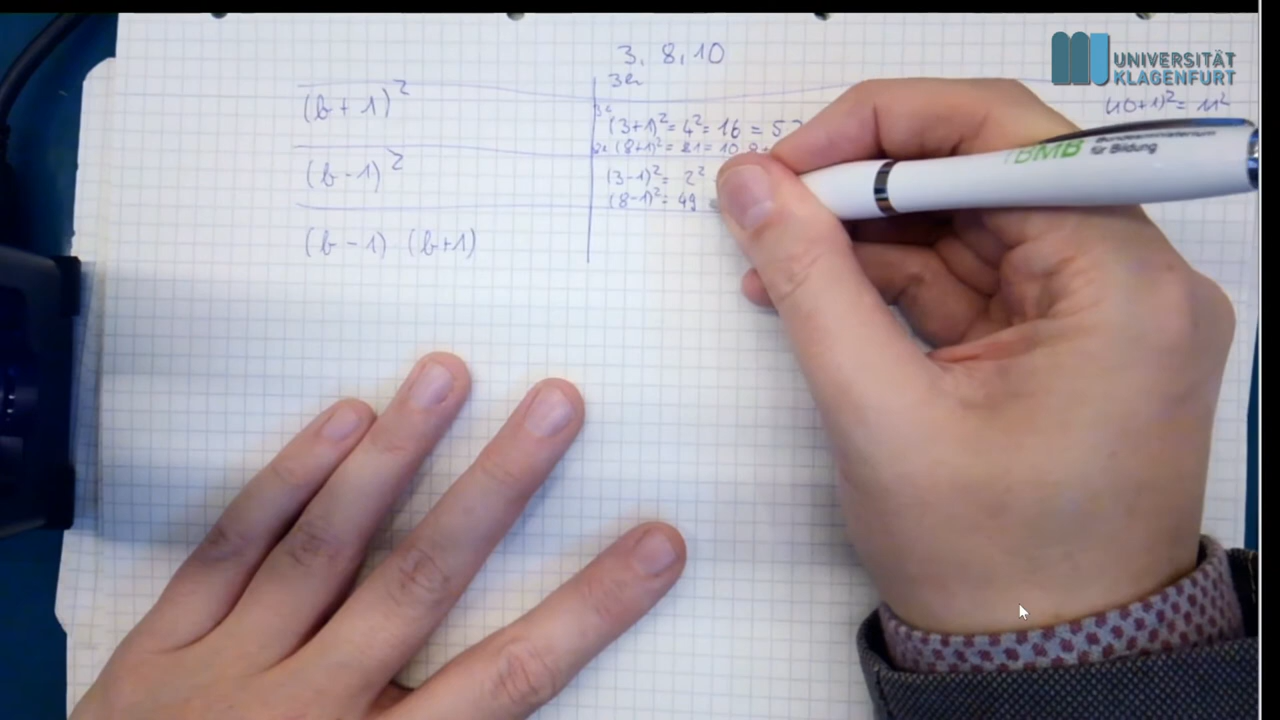 3, 8, 10
3er
UNIVERSITÄT
KLAGENFURT
(b + 1)²
(3+1)² = 4² = 16 = 5 ·
(10+1)² = 11²
(8+1)² = 81 = 10 · 8 +
(b - 1)²
(3-1)² = 2²
(8-1)² = 49
(b - 1) (b + 1)
BMB
Bundesministerium
für Bildung